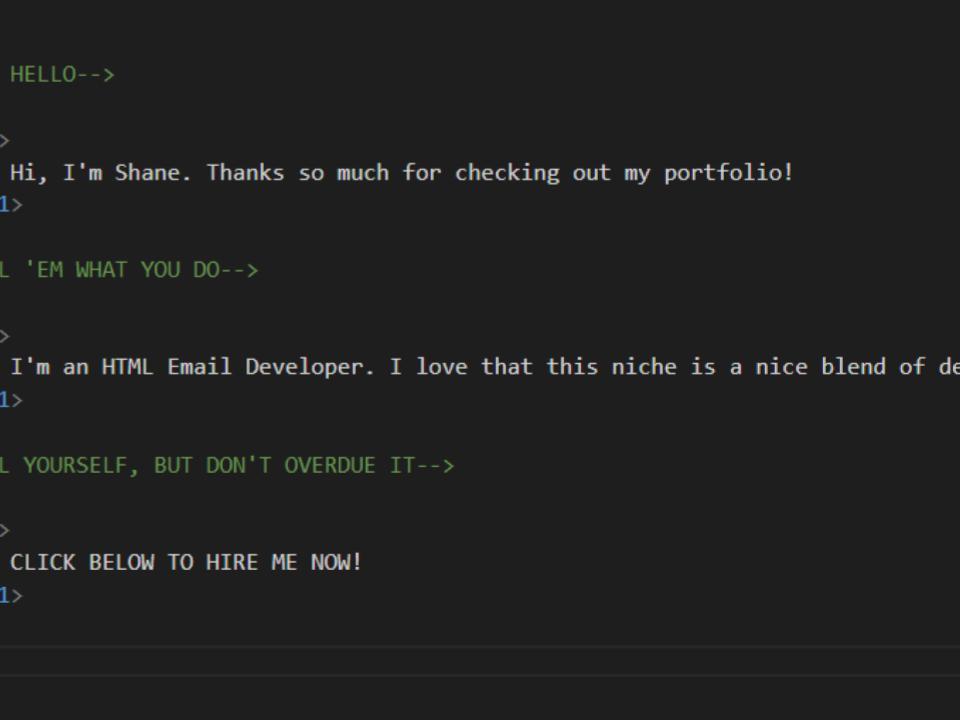 HELLO-->
>
Hi, I'm Shane. Thanks so much for checking out my portfolio!
1>
L 'EM WHAT YOU DO-->
>
I'm an HTML Email Developer. I love that this niche is a nice blend of de
1>
L YOURSELF, BUT DON'T OVERDUE IT-->
>
CLICK BELOW TO HIRE ME NOW!
1>